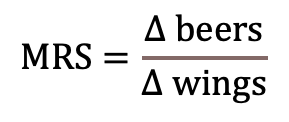 MRS = Δ beers / Δ wings